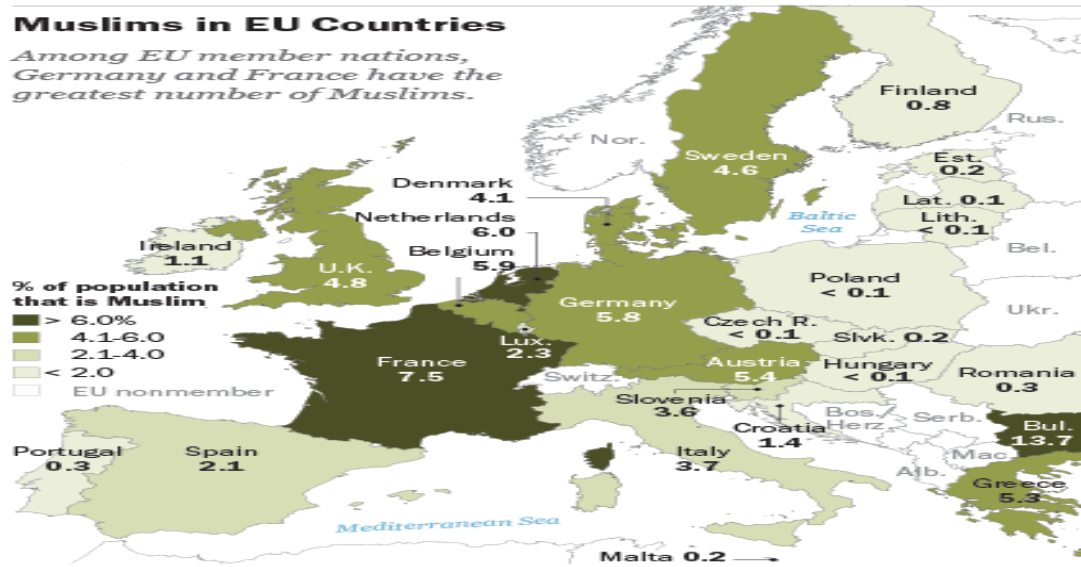 Muslims in EU Countries
Among EU member nations,
Germany and France have the
greatest number of Muslims.
Finland
0.8
Rus.
Nor.
Sweden
4.6
Est.
0.2
Denmark
4.1
Lat. 0.1
Netherlands
6.0
Baltic
Sea
Lith.
< 0.1
Ireland
1.1
Belgium
5.9
Bel.
U.K.
4.8
Poland
< 0.1
% of population
that is Muslim
> 6.0%
4.1-6.0
2.1-4.0
< 2.0
EU nonmember
Germany
5.8
Ukr.
Czech R.
< 0.1
Lux.
2.3
Slvk. 0.2
France
7.5
Austria
5.4
Hungary
< 0.1
Romania
0.3
Switz.
Slovenia
3.6
Croatia
1.4
Bos./
Herz.
Serb.
Bul.
13.7
Portugal
0.3
Spain
2.1
Italy
3.7
Mac.
Alb.
Greece
5.3
Mediterranean Sea
Malta 0.2